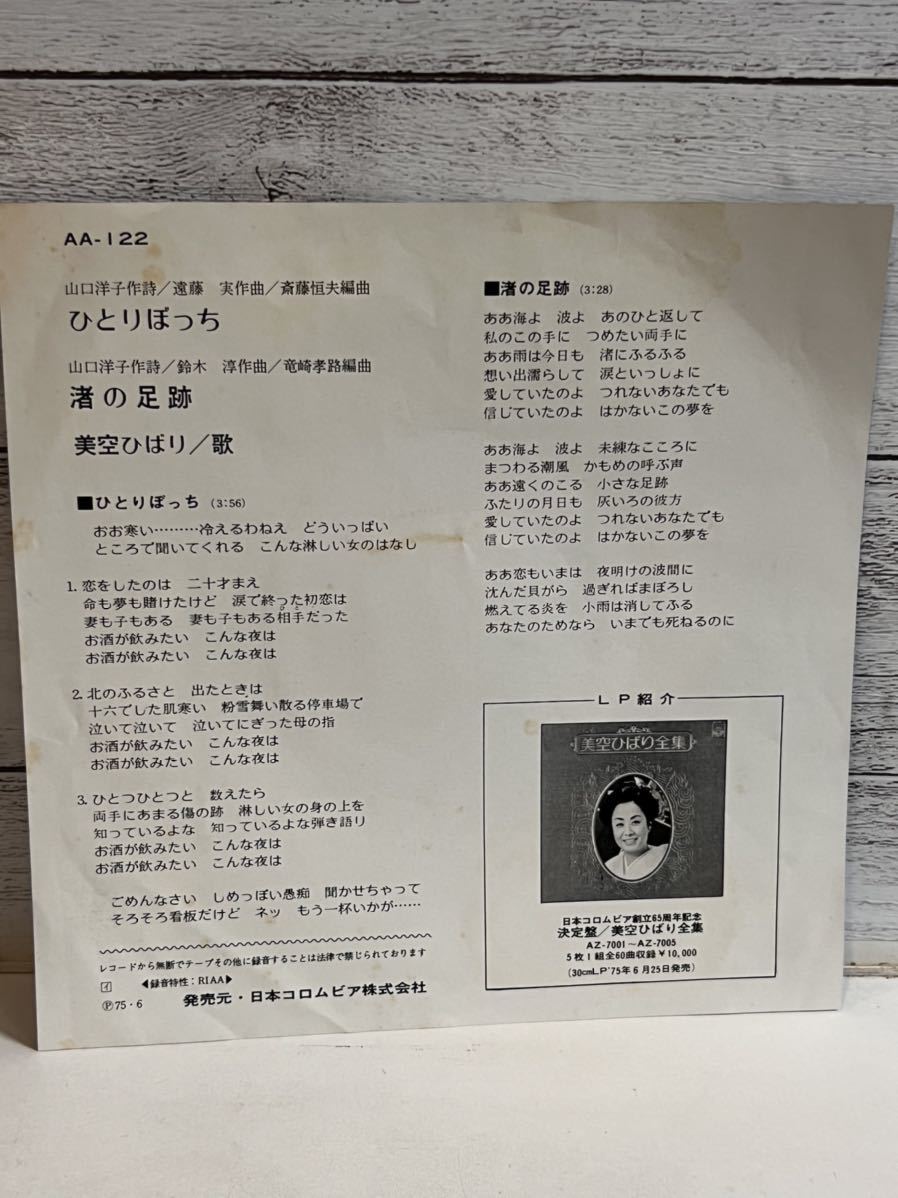 AA-122
山口洋子作詩／遠藤　実作曲／斎藤恒夫編曲
ひとりぼっち
山口洋子作詩／鈴木　淳作曲／竜崎孝路編曲
渚の足跡
美空ひばり／歌
■ひとりぼっち (3:56)
おお寒い………冷えるわねえ　どういっぱい
ところで聞いてくれる　こんな淋しい女のはなし
1. 恋をしたのは　二十才まえ
命も夢も賭けたけど　涙で終った初恋は
妻も子もある　妻も子もある相手だった
お酒が飲みたい　こんな夜は
お酒が飲みたい　こんな夜は
2. 北のふるさと　出たときは
十六でした肌寒い　粉雪舞い散る停車場で
泣いて泣いて　泣いてにぎった母の指
お酒が飲みたい　こんな夜は
お酒が飲みたい　こんな夜は
3. ひとつひとつと　数えたら
両手にあまる傷の跡　淋しい女の身の上を
知っているよな　知っているよな弾き語り
お酒が飲みたい　こんな夜は
お酒が飲みたい　こんな夜は
ごめんなさい　しめっぽい愚痴　聞かせちゃって
そろそろ看板だけど　ネッ　もう一杯いかが……
レコードから無断でテープその他に録音することは法律で禁じられております
イ　◀録音特性：RIAA▶
Ⓟ75・6　発売元・日本コロムビア株式会社
■渚の足跡 (3:28)
ああ海よ　波よ　あのひと返して
私のこの手に　つめたい両手に
ああ雨は今日も　渚にふるふる
想い出濡らして　涙といっしょに
愛していたのよ　つれないあなたでも
信じていたのよ　はかないこの夢を
ああ海よ　波よ　未練なこころに
まつわる潮風　かもめの呼ぶ声
ああ遠くのこる　小さな足跡
ふたりの月日も　灰いろの彼方
愛していたのよ　つれないあなたでも
信じていたのよ　はかないこの夢を
ああ恋もいまは　夜明けの波間に
沈んだ貝がら　過ぎればまぼろし
燃えてる炎を　小雨は消してふる
あなたのためなら　いまでも死ねるのに
ＬＰ紹介
美空ひばり全集
日本コロムビア創立65周年記念
決定盤／美空ひばり全集
AZ-7001～AZ-7005
5枚1組全60曲収録￥10,000
(30cmLP'75年6月25日発売)